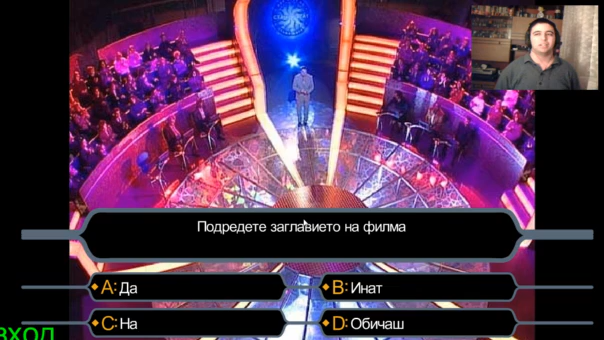 Подредете заглавието на филма
A: Да
B: Инат
C: На
D: Обичаш
вход